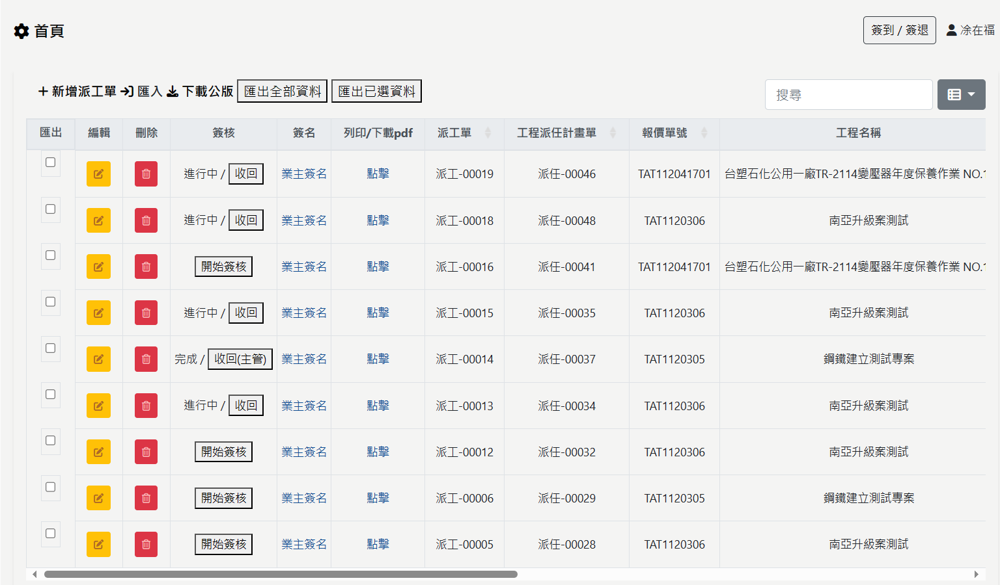 首頁
簽到 / 簽退
凃在福
新增派工單 匯入 下載公版 匯出全部資料 匯出已選資料
搜尋
匯出 編輯 刪除 簽核 簽名 列印/下載pdf 派工單 工程派任計畫單 報價單號 工程名稱
進行中 / 收回 業主簽名 點擊 派工-00019 派任-00046 TAT112041701 台塑石化公用一廠TR-2114變壓器年度保養作業 NO.1
進行中 / 收回 業主簽名 點擊 派工-00018 派任-00048 TAT1120306 南亞升級案測試
開始簽核 業主簽名 點擊 派工-00016 派任-00041 TAT112041701 台塑石化公用一廠TR-2114變壓器年度保養作業 NO.1
進行中 / 收回 業主簽名 點擊 派工-00015 派任-00035 TAT1120306 南亞升級案測試
完成 / 收回(主管) 業主簽名 點擊 派工-00014 派任-00037 TAT1120305 鋼鐵建立測試專案
進行中 / 收回 業主簽名 點擊 派工-00013 派任-00034 TAT1120306 南亞升級案測試
開始簽核 業主簽名 點擊 派工-00012 派任-00032 TAT1120306 南亞升級案測試
開始簽核 業主簽名 點擊 派工-00006 派任-00029 TAT1120305 鋼鐵建立測試專案
開始簽核 業主簽名 點擊 派工-00005 派任-00028 TAT1120306 南亞升級案測試